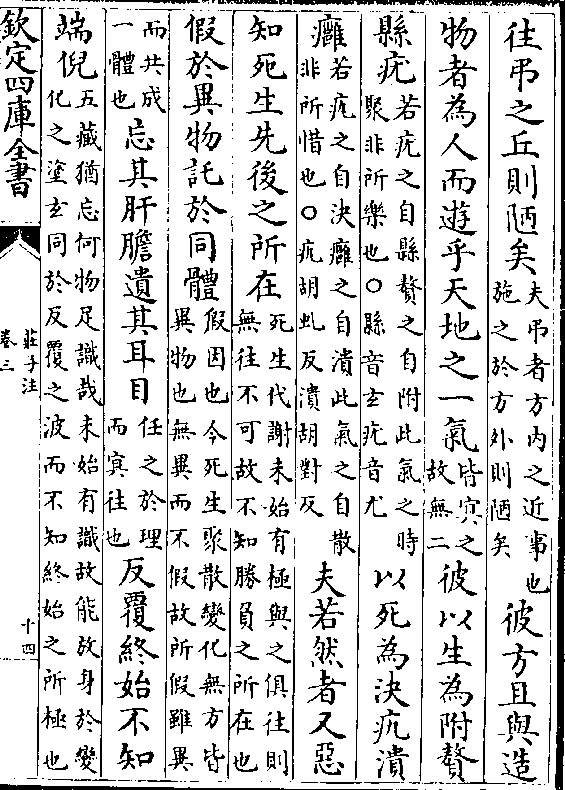 往弔之丘則陋矣夫弔者方内之近事也施之於方外則陋矣彼方且與造
物者為人而遊乎天地之一氣皆㝠之故無二彼以生為附贅
縣疣若疣之自縣贅之自附此氣之時聚非所樂也○縣音玄疣音尤以死為決𤴯潰
癰若𤴯之自決癰之自潰此氣之自散非所惜也○𤴯胡虬反潰胡對反夫若然者又惡
知死生先後之所在死生代謝未始有極與之俱往則無往不可故不知勝負之所在也
假於異物託於同體假因也今死生聚散變化無方皆異物也無異而不假故所假雖異
而共成一體也忘其肝膽遺其耳目任之於理而㝠往也反覆終始不知
端倪五藏猶忘何物足識哉未始有識故能放身於變化之塗玄同於反覆之波而不知終始之所極也
欽定四庫全書
莊子注
卷三
十四